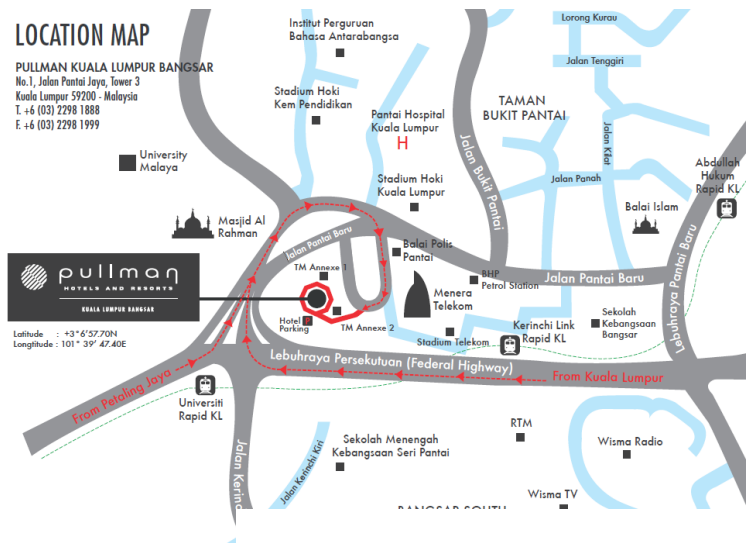 LOCATION MAP
PULLMAN KUALA LUMPUR BANGSAR
No.1, Jalan Pantai Jaya, Tower 3
Kuala Lumpur 59200 - Malaysia
T. +6 (03) 2298 1888
F. +6 (03) 2298 1999
Institut Perguruan
Bahasa Antarabangsa
Lorong Kurau
Jalan Tenggiri
Stadium Hoki
Kem Pendidikan
Pantai Hospital
Kuala Lumpur
H
TAMAN
BUKIT PANTAI
Jalan Bukit Pantai
Jalan Kilat
University
Malaya
Stadium Hoki
Kuala Lumpur
Jalan Panah
Abdullah
Hukum
Rapid KL
Masjid Al
Rahman
Balai Islam
Jalan Pantai Baru
Balai Polis
Pantai
TM Annexe 1
BHP
Petrol Station
Jalan Pantai Baru
Lebuhraya Pantai Baru
pullman
HOTELS AND RESORTS
KUALA LUMPUR BANGSAR
Menera
Telekom
Hotel
Parking
TM Annexe 2
Stadium Telekom
Kerinchi Link
Rapid KL
Sekolah
Kebangsaan
Bangsar
Latitude : +3°6'57.70N
Longtitude : 101° 39' 47.40E
Lebuhraya Persekutuan (Federal Highway)
From Kuala Lumpur
From Petaling Jaya
Universiti
Rapid KL
Jalan Kerinchi Kiri
Sekolah Menengah
Kebangsaan Seri Pantai
RTM
Wisma Radio
Wisma TV
BANGSAR SOUTH